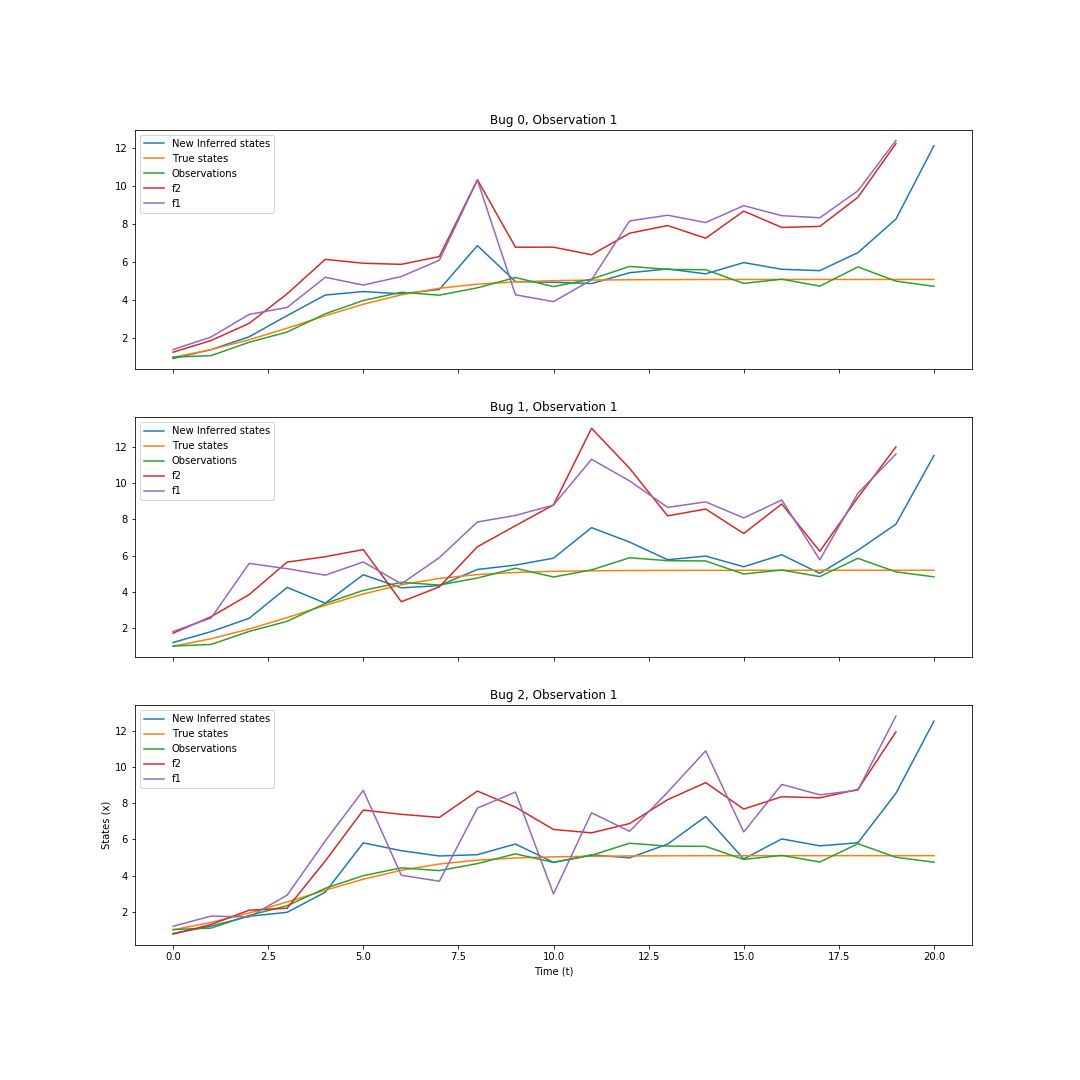 Bug 0, Observation 1
New Inferred states
True states
Observations
f2
f1
12
10
8
6
4
2
Bug 1, Observation 1
New Inferred states
True states
Observations
f2
f1
12
10
8
6
4
2
Bug 2, Observation 1
New Inferred states
True states
Observations
f2
f1
States (x)
12
10
8
6
4
2
0.0 2.5 5.0 7.5 10.0 12.5 15.0 17.5 20.0
Time (t)